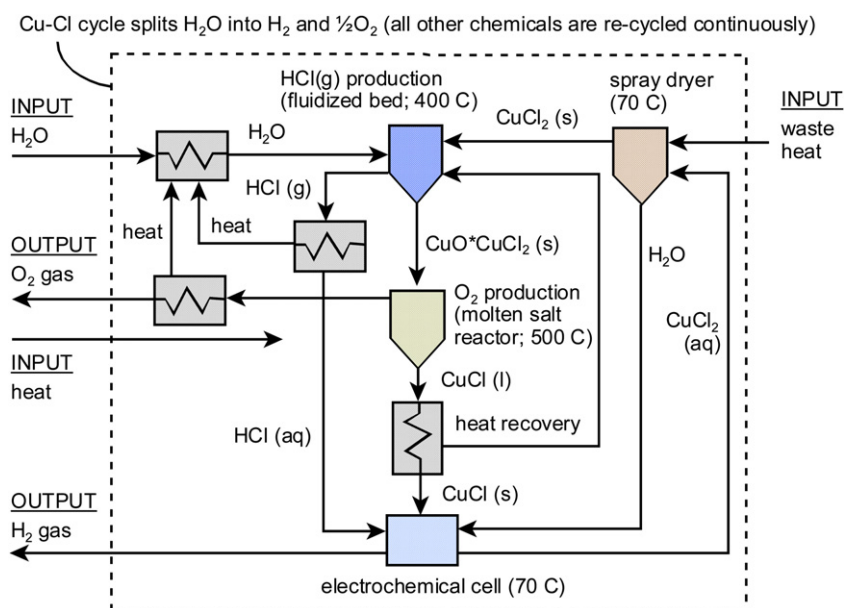 Cu-Cl cycle splits H₂O into H₂ and ½O₂ (all other chemicals are re-cycled continuously)
HCl(g) production
(fluidized bed; 400 C)
spray dryer
(70 C)
INPUT
H₂O
H₂O
CuCl₂ (s)
INPUT
waste
heat
HCl (g)
heat
heat
CuO*CuCl₂ (s)
H₂O
OUTPUT
O₂ gas
O₂ production
(molten salt
reactor; 500 C)
CuCl₂
(aq)
INPUT
heat
CuCl (l)
HCl (aq)
heat recovery
CuCl (s)
OUTPUT
H₂ gas
electrochemical cell (70 C)